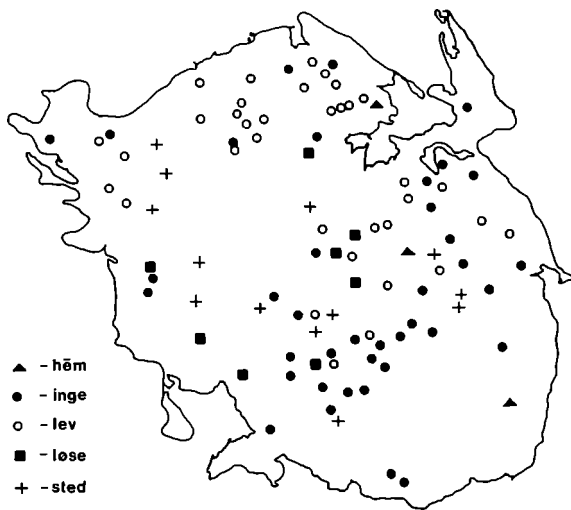 - hēm
- inge
- lev
- løse
- sted